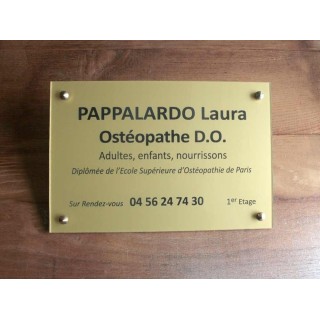 PAPPALARDO Laura
Ostéopathe D.O.
Adultes, enfants, nourrissons
Diplômée de l'Ecole Supérieure d'Ostéopathie de Paris
Sur Rendez-vous 04 56 24 74 30 1er Etage